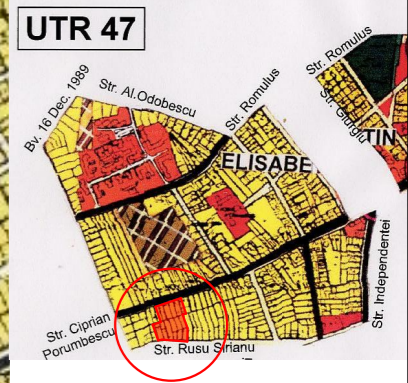 UTR 47
Bv. 16 Dec. 1989
Str. Al.Odobescu
Str. Romulus
Str. Romulus
Str. Giurgiu
TIN
ELISABE
Str. Independentei
Str. Ciprian
Porumbescu
Str. Rusu Sirianu